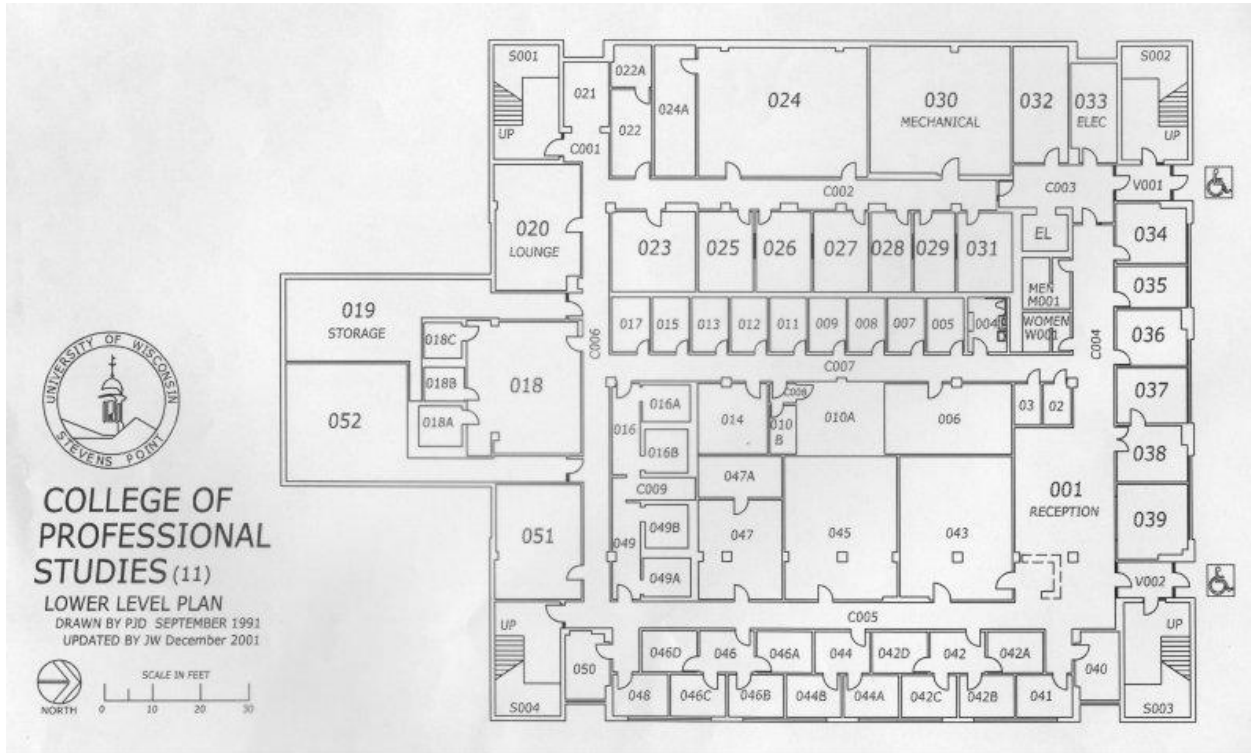 S001
021
022A
022
024A
024
030
MECHANICAL
032
033
ELEC
S002
UP
UP
C001
C002
C003
V001
020
LOUNGE
023
025
026
027
028
029
031
EL
034
035
036
037
038
039
MEN
M001
WOMEN
W001
C004
019
STORAGE
018C
018B
018A
018
052
C006
017
015
013
012
011
009
008
007
005
004
C007
016
016A
016B
014
C008
010
B
010A
006
03
02
C009
047A
001
RECEPTION
051
049
049B
049A
047
045
043
V002
C005
UP
S004
050
046D
046
046A
044
042D
042
042A
040
UP
S003
048
046C
046B
044B
044A
042C
042B
041
UNIVERSITY OF WISCONSIN
STEVENS POINT
COLLEGE OF
PROFESSIONAL
STUDIES (11)
LOWER LEVEL PLAN
DRAWN BY PJD SEPTEMBER 1991
UPDATED BY JW December 2001
NORTH
SCALE IN FEET
0 10 20 30